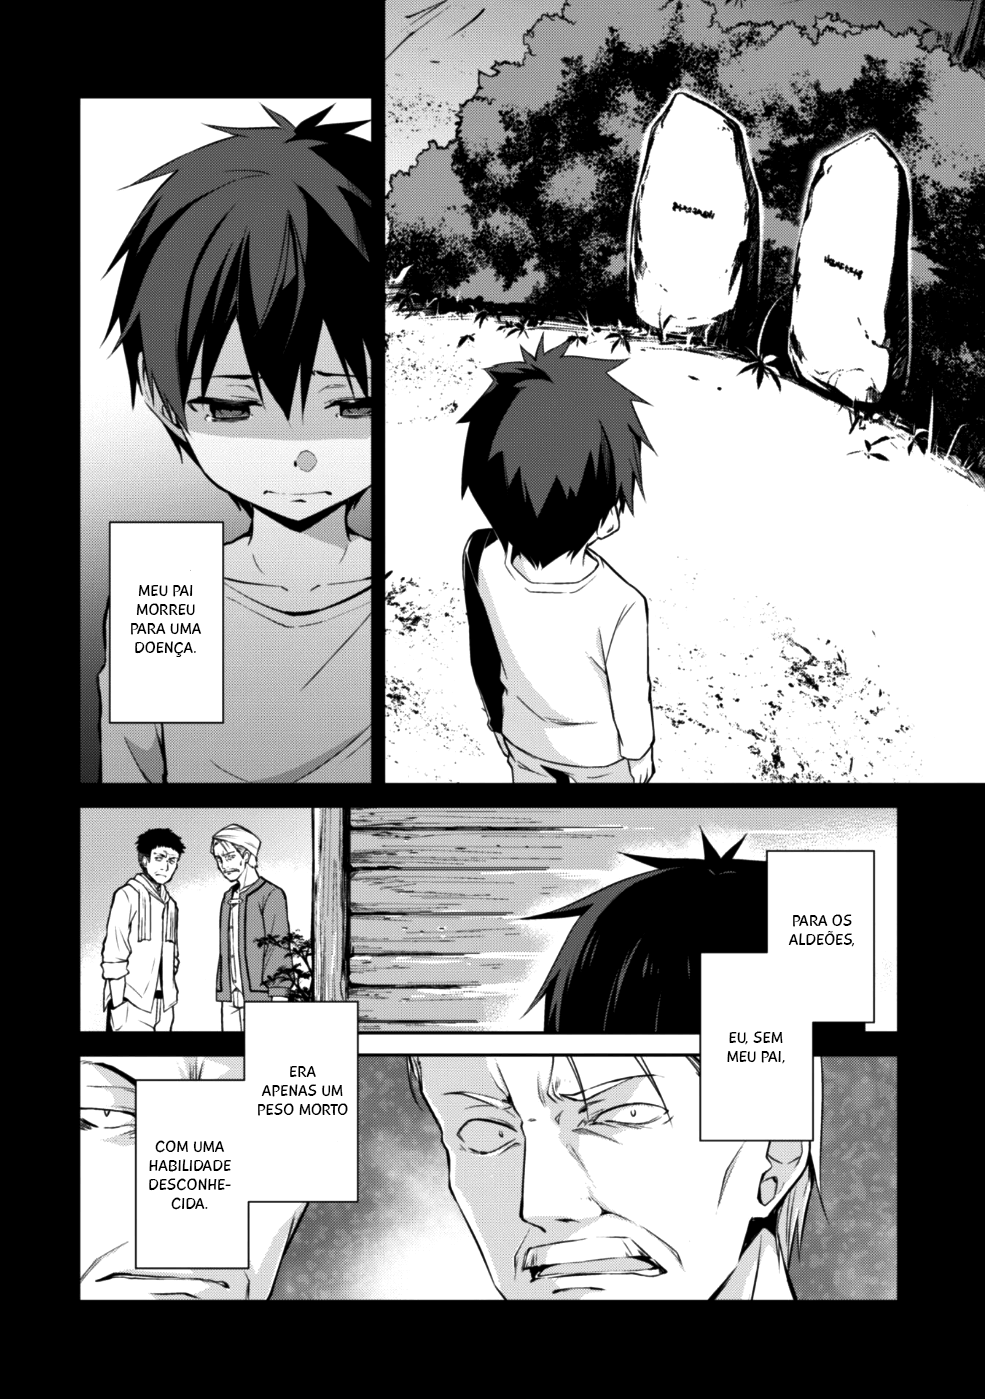 MEU PAI
MORREU
PARA UMA
DOENÇA.
PARA OS
ALDEÕES,
EU, SEM
MEU PAI,
ERA
APENAS UM
PESO MORTO
COM UMA
HABILIDADE
DESCONHE-
CIDA.